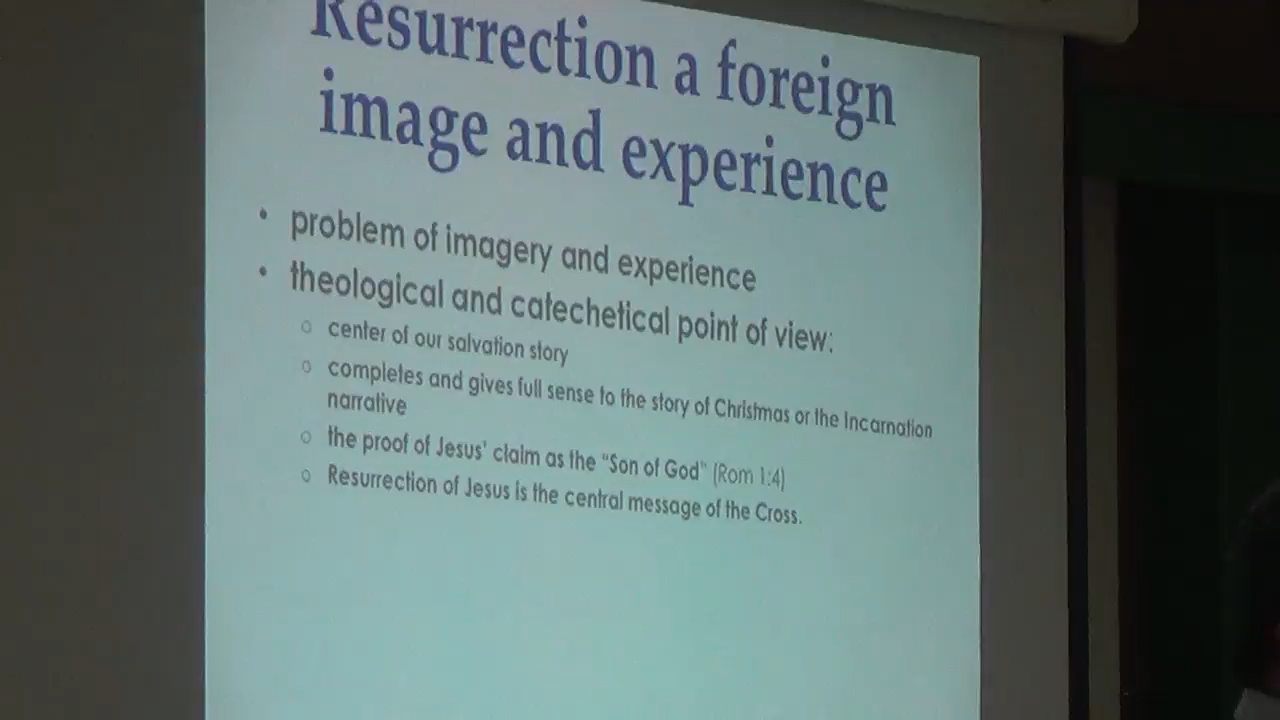 Resurrection a foreign
image and experience
• problem of imagery and experience
• theological and catechetical point of view:
o center of our salvation story
o completes and gives full sense to the story of Christmas or the Incarnation
narrative
o the proof of Jesus' claim as the "Son of God" (Rom 1:4)
o Resurrection of Jesus is the central message of the Cross.